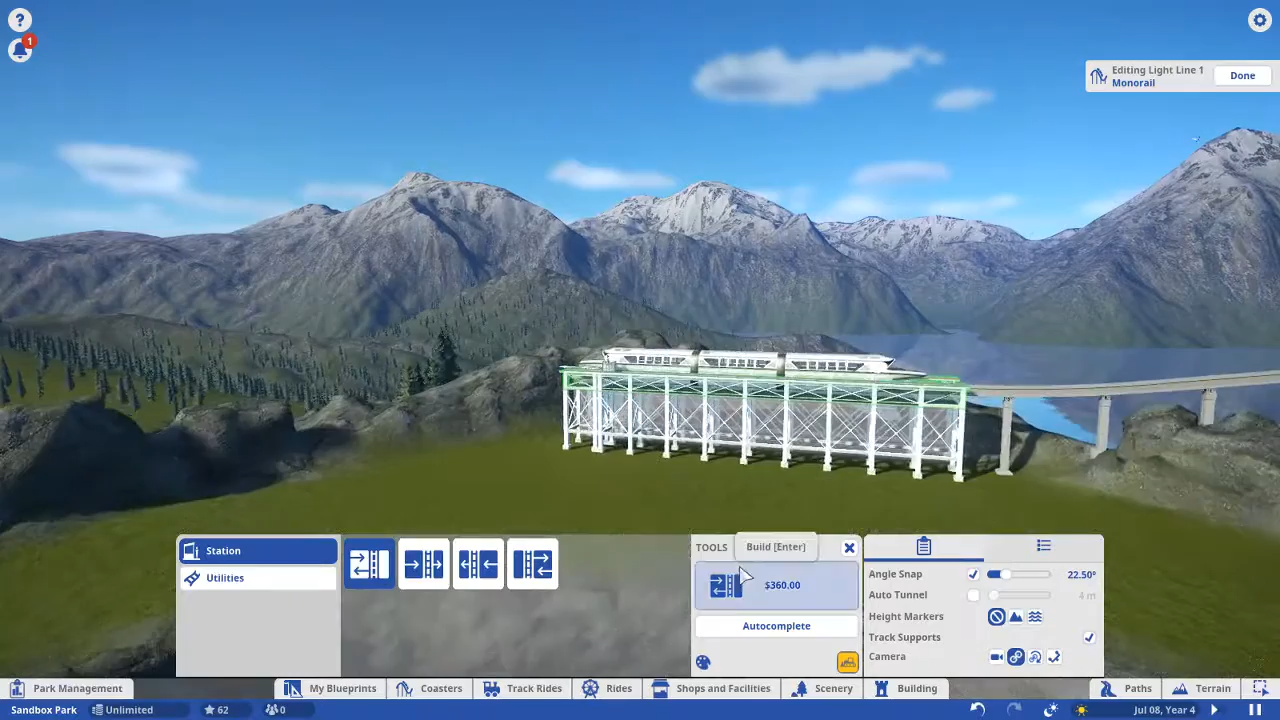 ?
1
Editing Light Line 1
Monorail
Done
Station
Utilities
TOOLS
Build [Enter]
$360.00
Autocomplete
Angle Snap
22.50°
Auto Tunnel
4 m
Height Markers
Track Supports
Camera
Park Management
My Blueprints
Coasters
Track Rides
Rides
Shops and Facilities
Scenery
Building
Paths
Terrain
Sandbox Park
Unlimited
62
0
Jul 08, Year 4